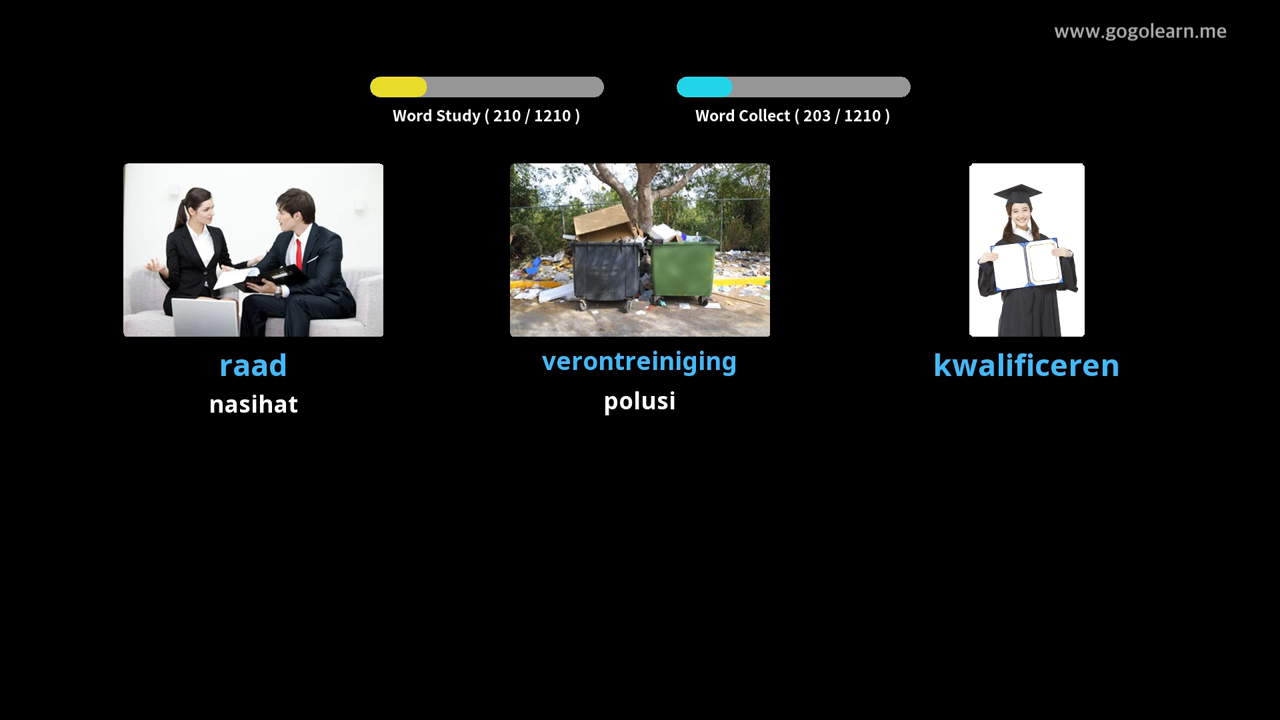 www.gogolearn.me
Word Study ( 210 / 1210 )
Word Collect ( 203 / 1210 )
raad
nasihat
verontreiniging
polusi
kwalificeren